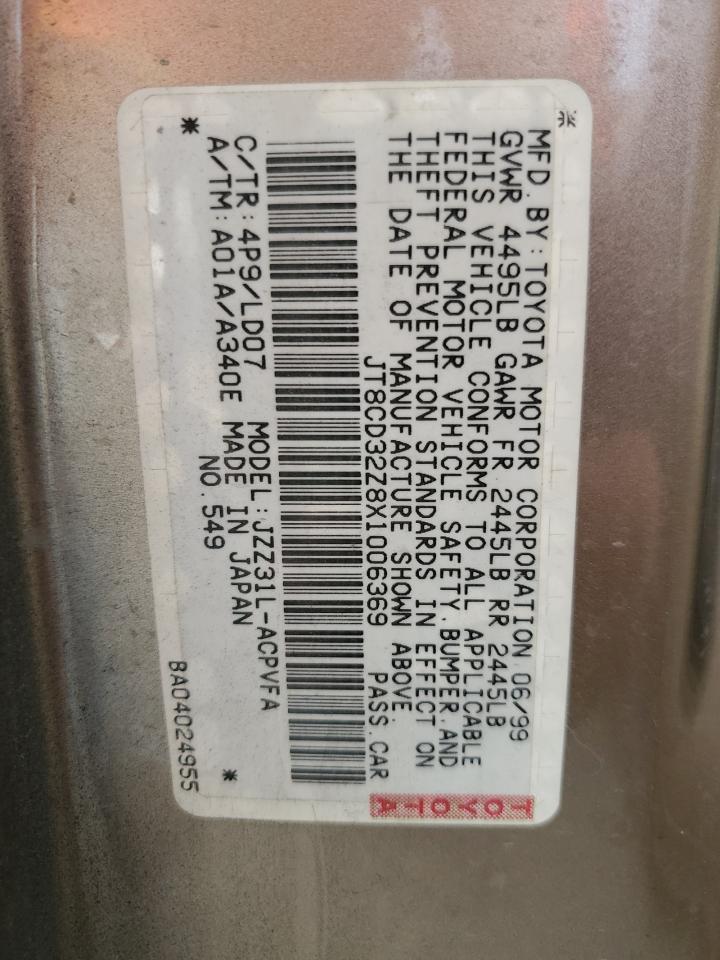 MFD. BY: TOYOTA MOTOR CORPORATION 06/99
GVWR 4495LB GAWR FR 2445LB RR 2445LB
THIS VEHICLE CONFORMS TO ALL APPLICABLE
FEDERAL MOTOR VEHICLE SAFETY, BUMPER, AND
THEFT PREVENTION STANDARDS IN EFFECT ON
THE DATE OF MANUFACTURE SHOWN ABOVE.
JT8CD32Z8X1006369 PASS. CAR
TOYOTA
C/TR: 4P9/LD07 MODEL: JZZ31L-ACPVFA
A/TM: A01A/A340E MADE IN JAPAN
NO. 549
BA04024955